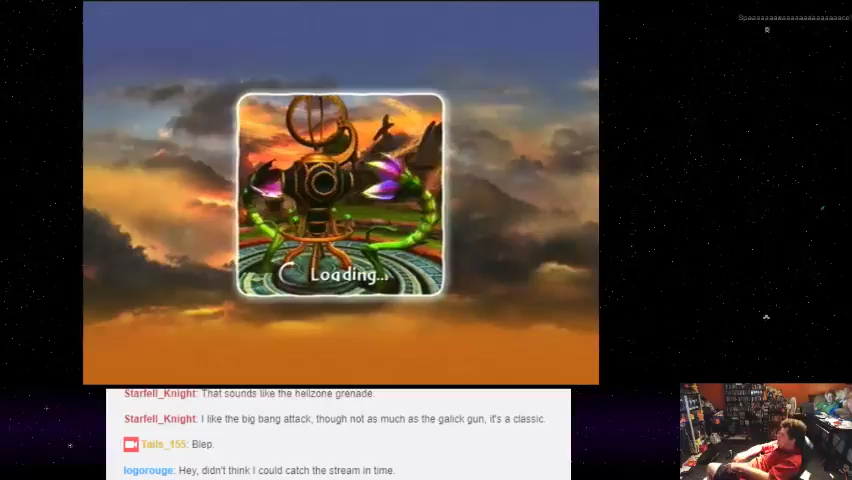 Loading...
Starfell_Knight: That sounds like the hellzone grenade.
Starfell_Knight: I like the big bang attack, though not as much as the galick gun, it's a classic.
Tails_155: Blep.
logorouge: Hey, didn't think I could catch the stream in time.